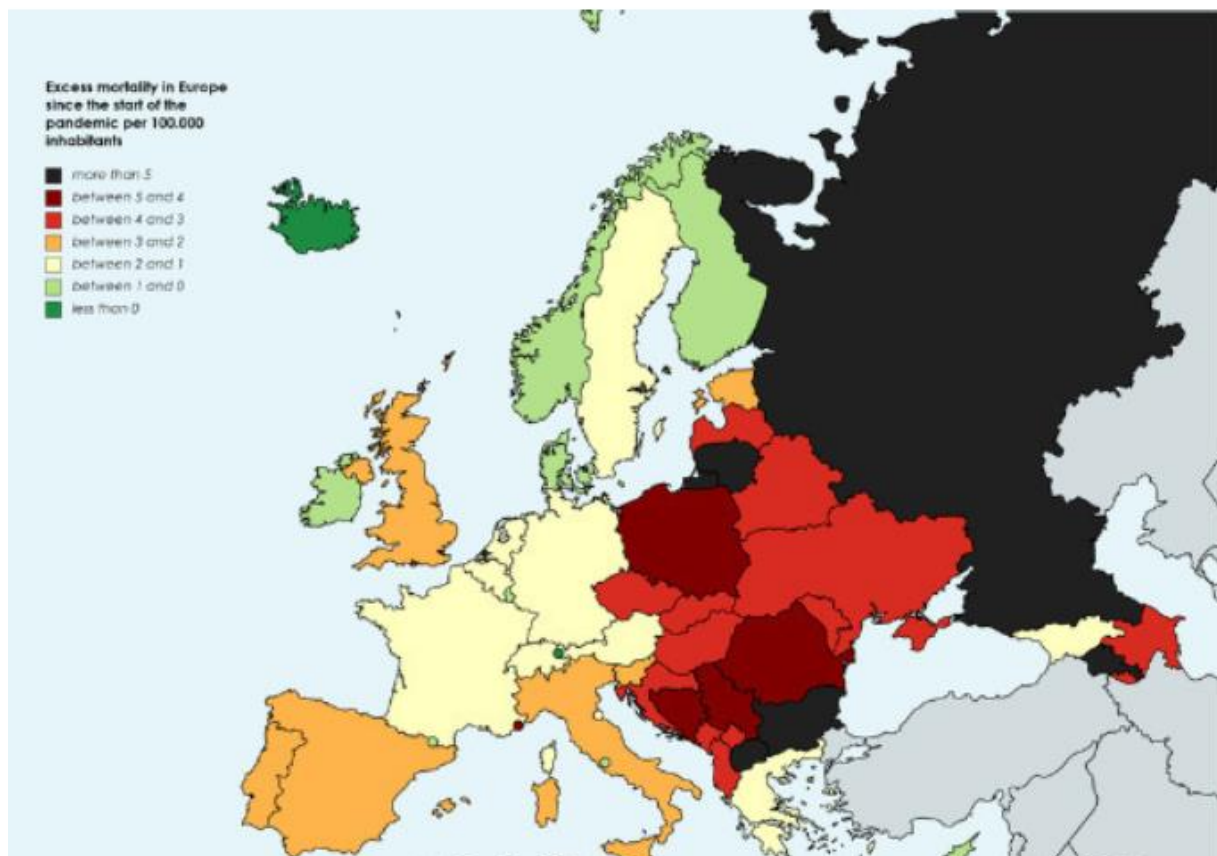 Excess mortality in Europe
since the start of the
pandemic per 100.000
inhabitants
more than 5
between 5 and 4
between 4 and 3
between 3 and 2
between 2 and 1
between 1 and 0
less than 0